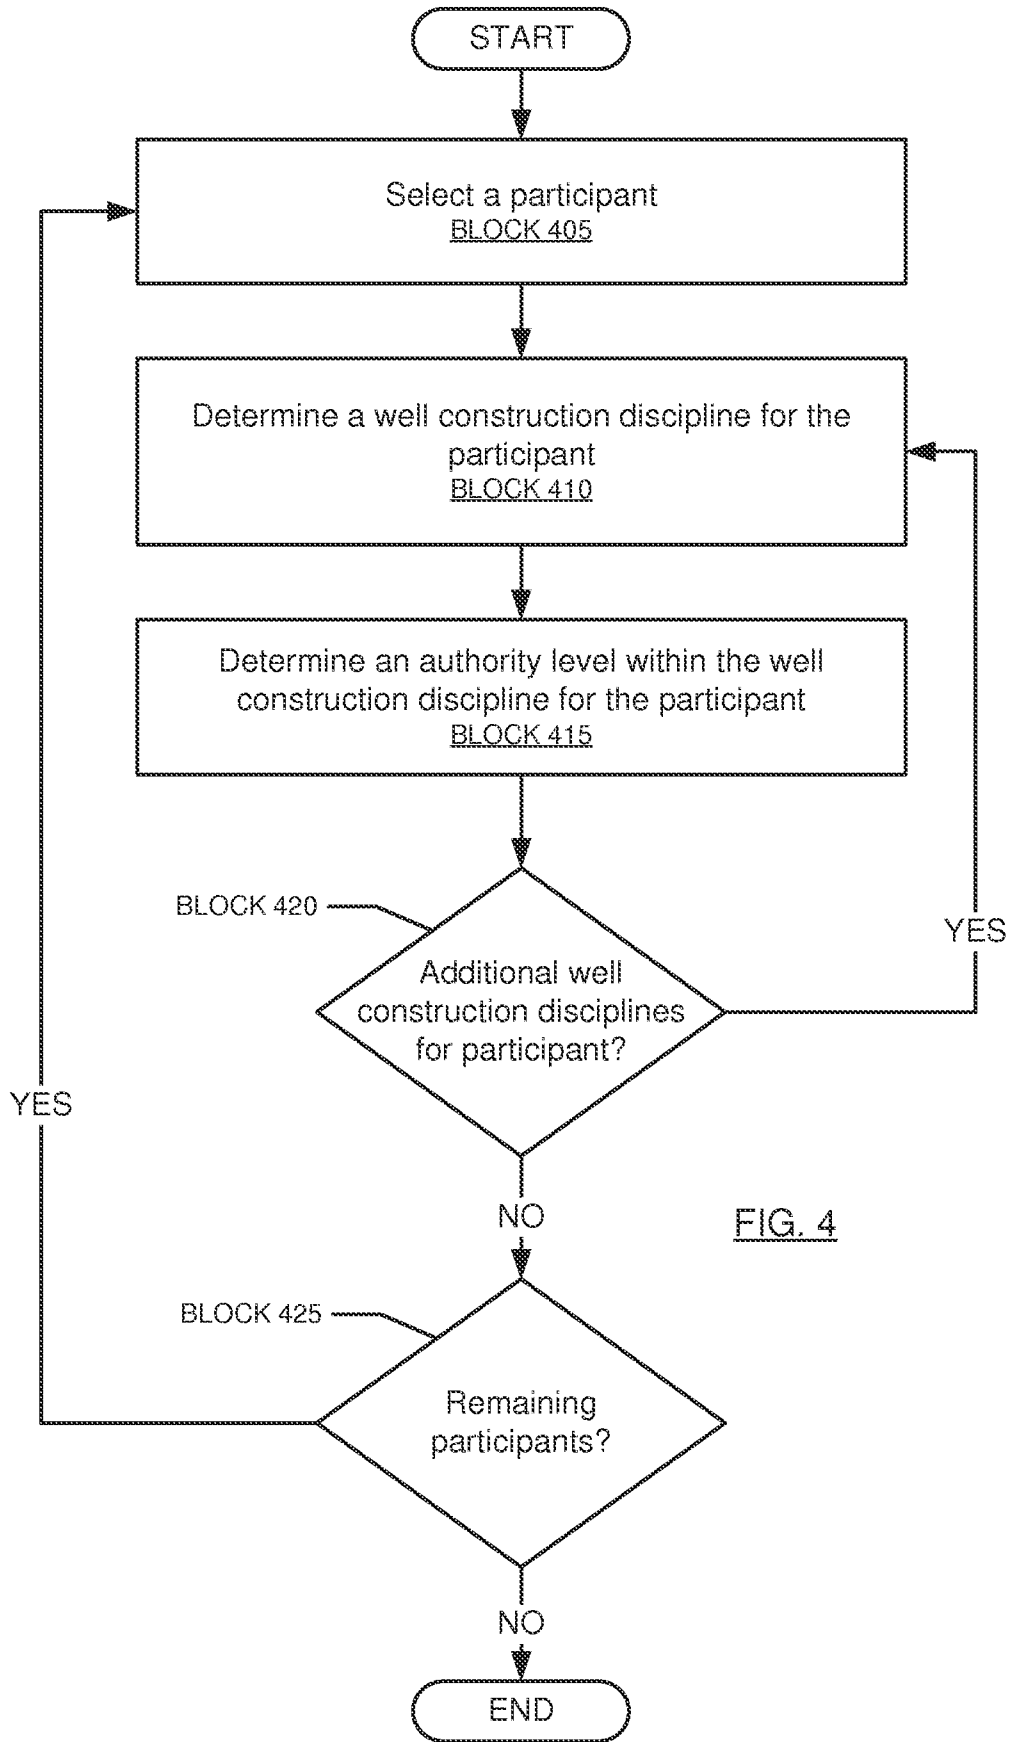 START
Select a participant
BLOCK 405
Determine a well construction discipline for the
participant
BLOCK 410
Determine an authority level within the well
construction discipline for the participant
BLOCK 415
BLOCK 420
YES
Additional well
construction disciplines
for participant?
YES
NO
FIG. 4
BLOCK 425
Remaining
participants?
NO
END